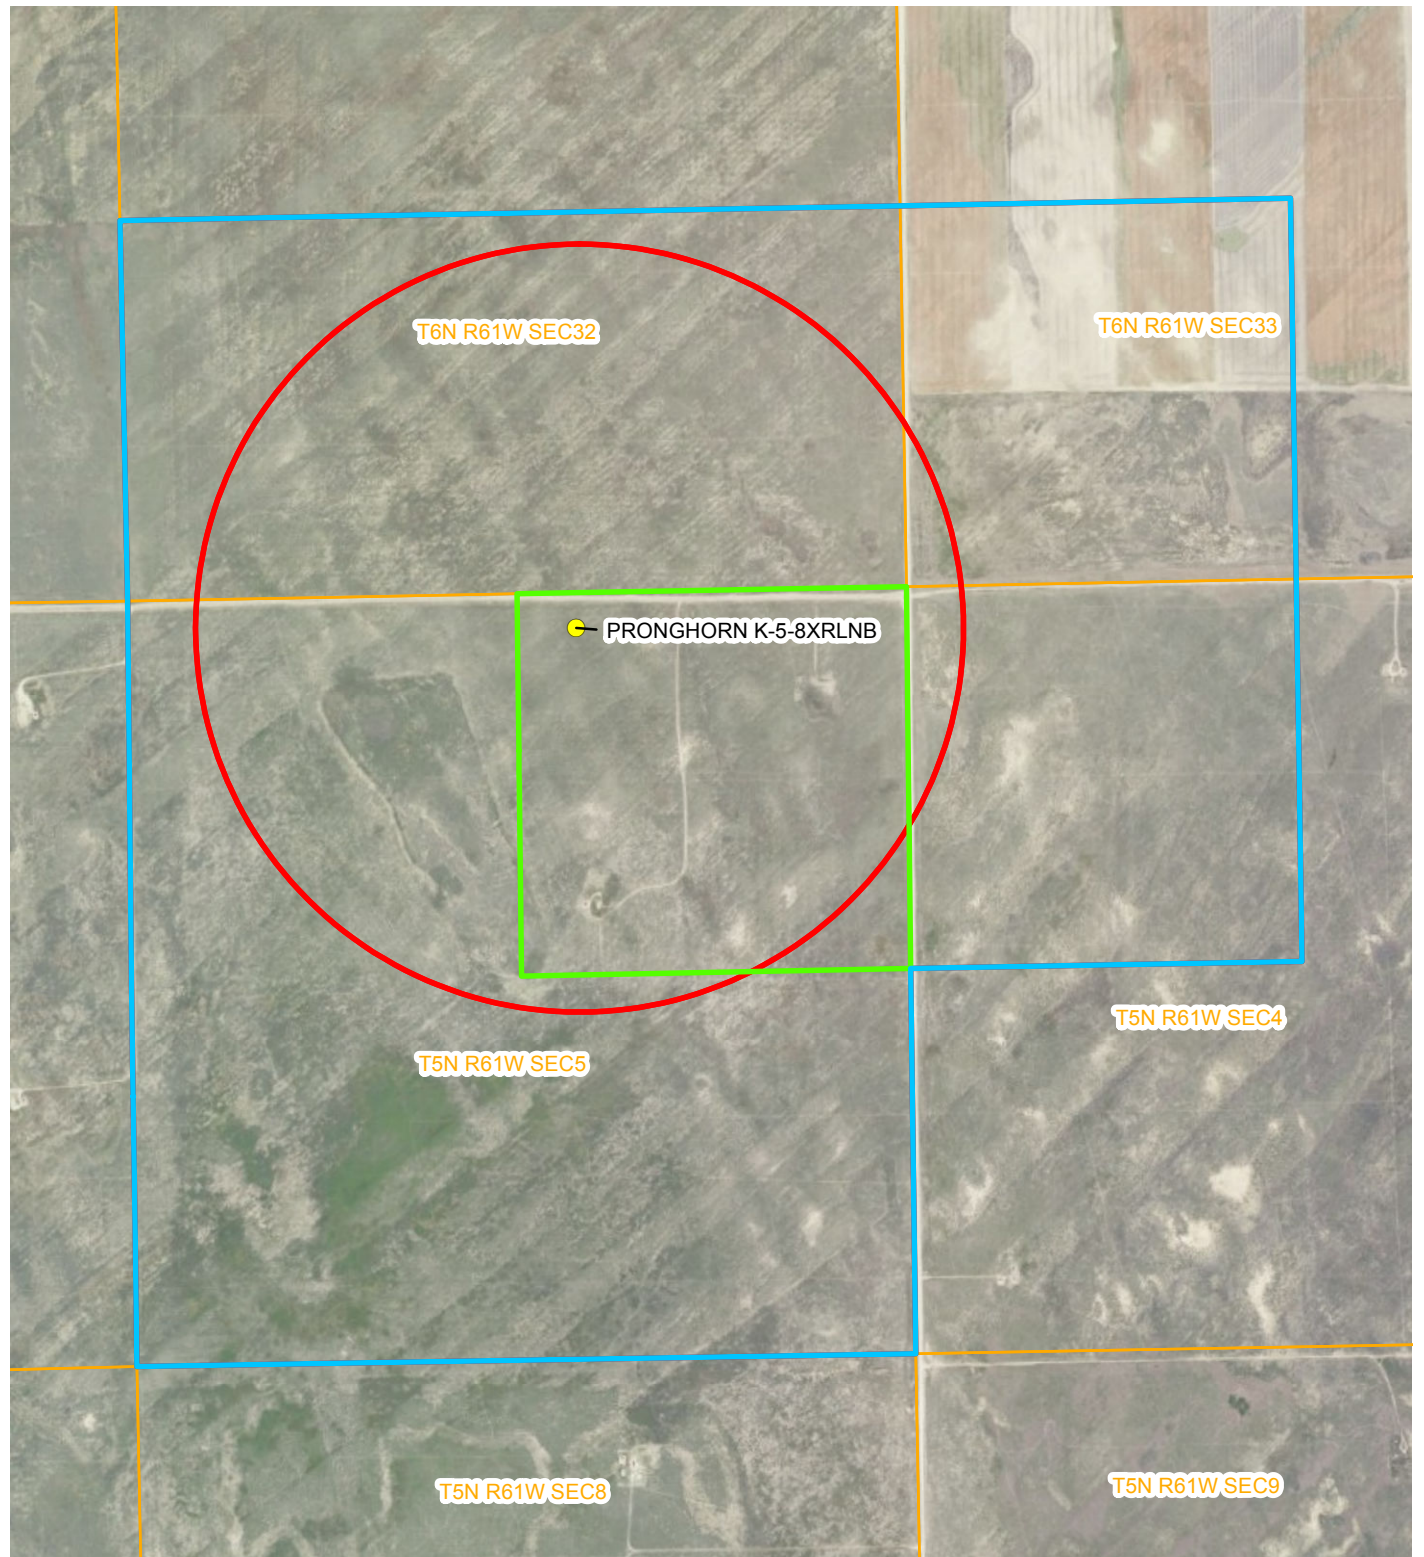 T6N R61W SEC32
T6N R61W SEC33
PRONGHORN K-5-8XRLNB
T5N R61W SEC4
T5N R61W SEC5
T5N R61W SEC8
T5N R61W SEC9